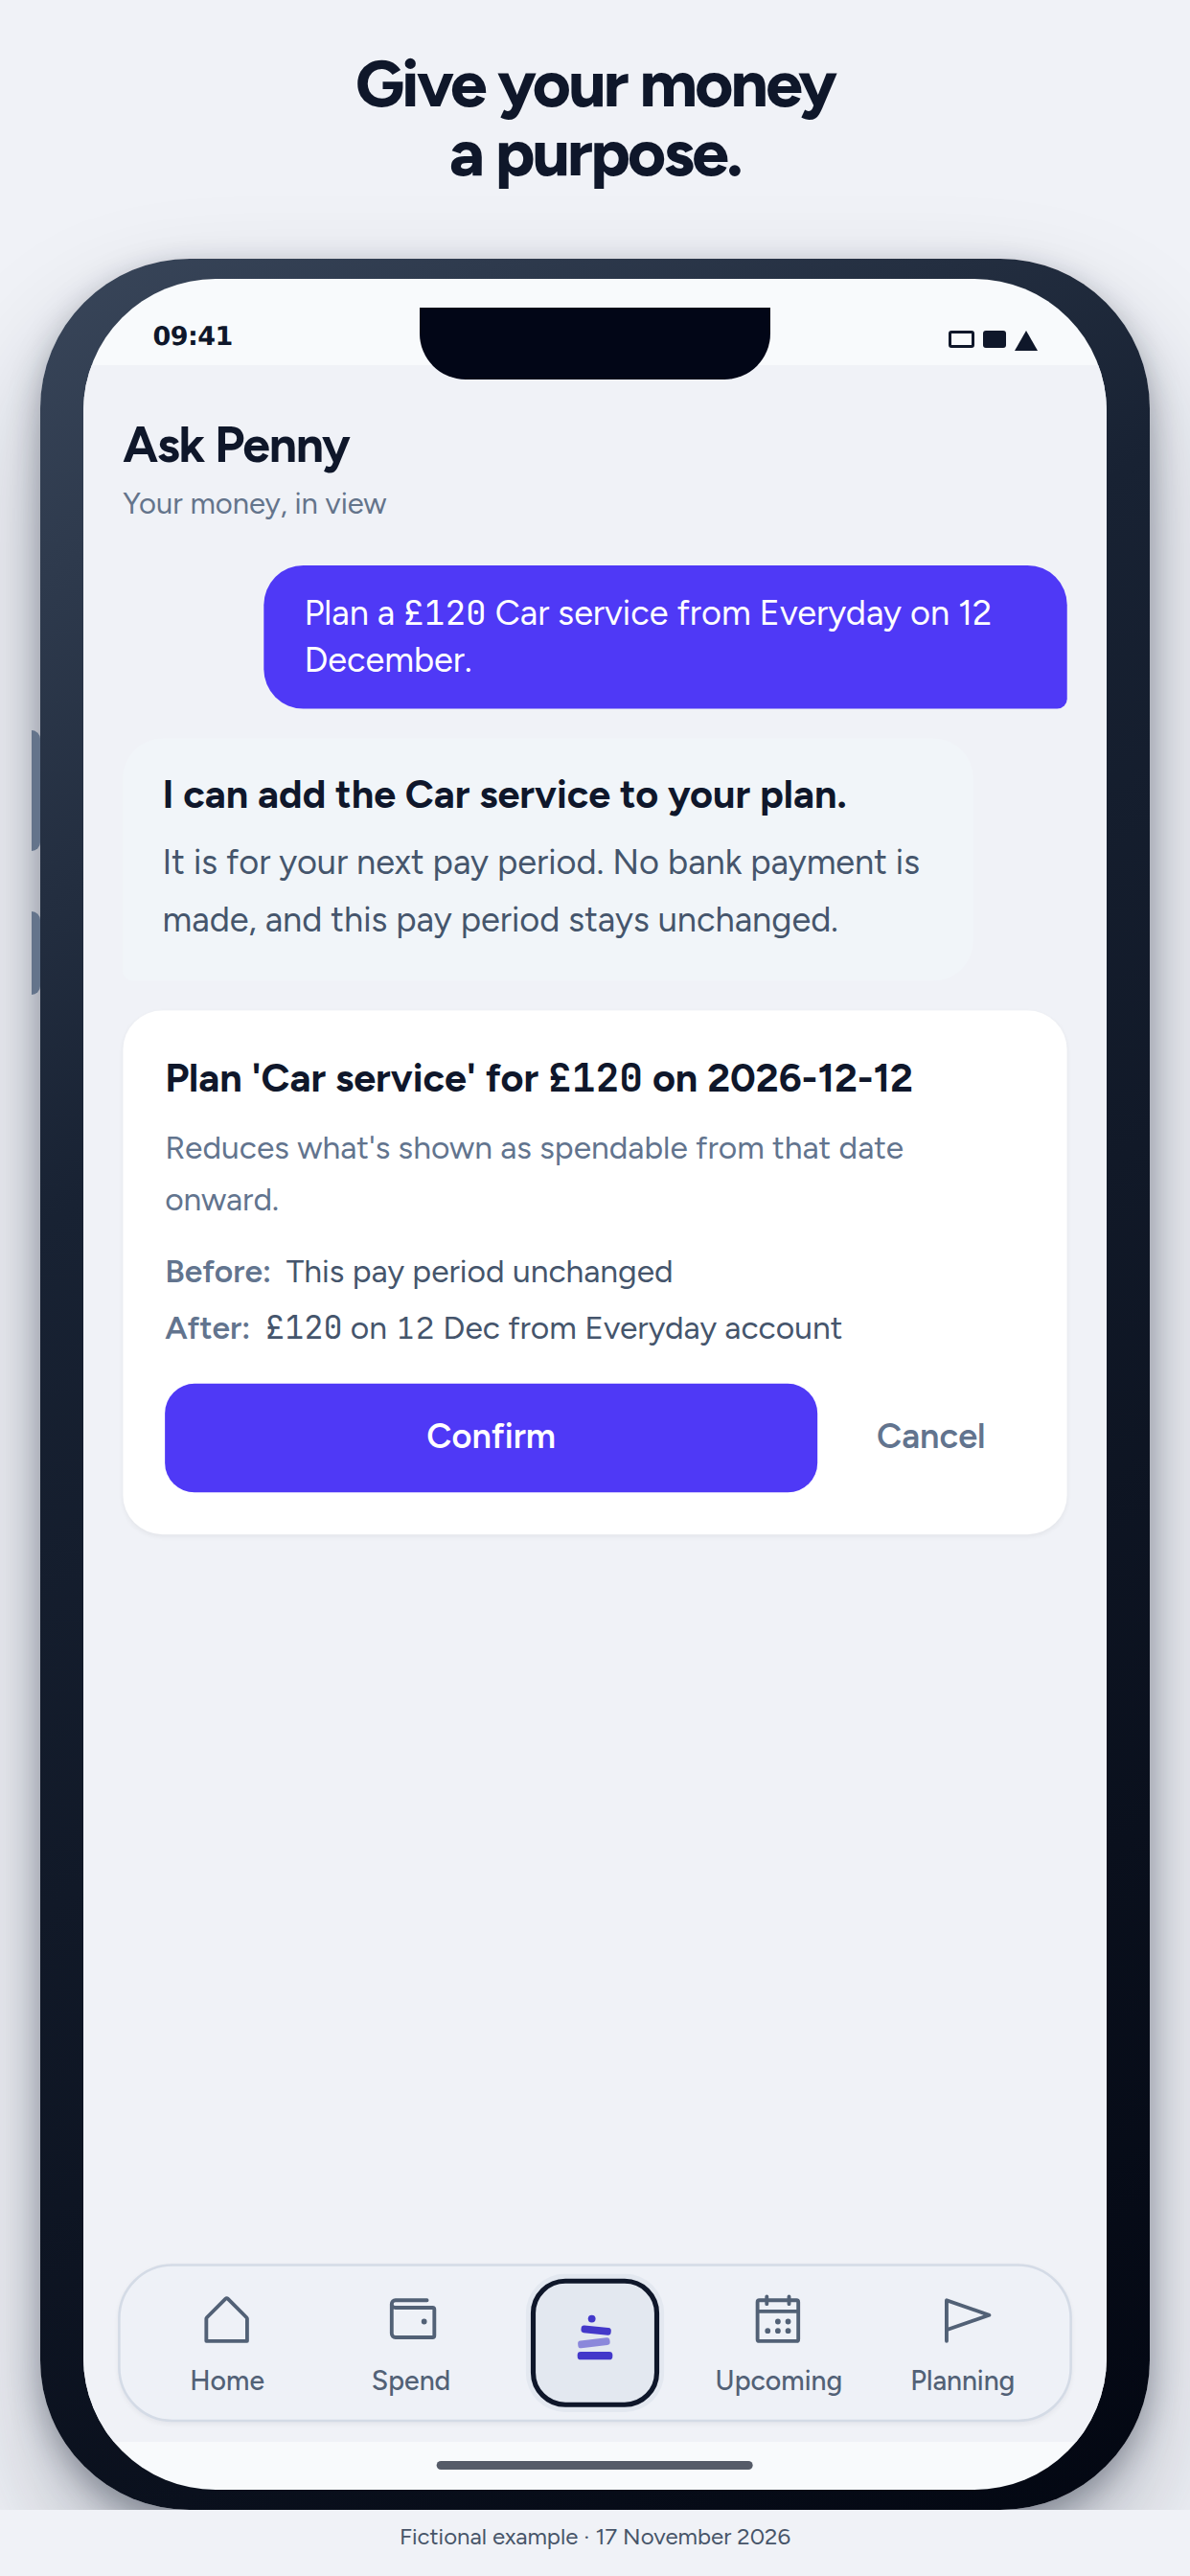 Give your money
a purpose.
09:41
Ask Penny
Your money, in view
Plan a £120 Car service from Everyday on 12
December.
I can add the Car service to your plan.
It is for your next pay period. No bank payment is
made, and this pay period stays unchanged.
Plan 'Car service' for £120 on 2026-12-12
Reduces what's shown as spendable from that date
onward.
Before: This pay period unchanged
After: £120 on 12 Dec from Everyday account
Confirm
Cancel
Home
Spend
Upcoming
Planning
Fictional example · 17 November 2026